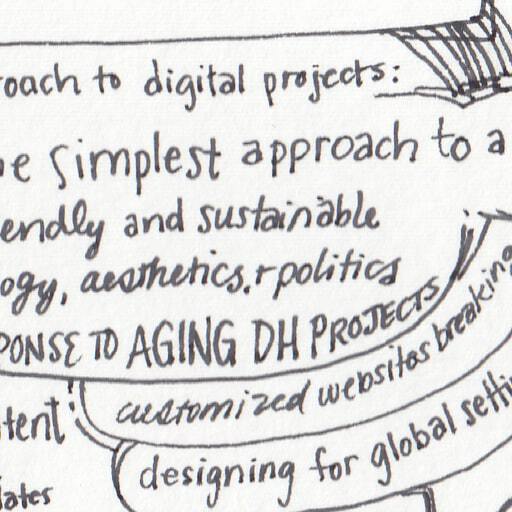 roach to digital projects:
e simplest approach to a
endly and sustainable
ogy, aesthetics, + politics
PONSE TO AGING DH PROJECTS
customized websites breaking
tent
designing for global setti
lates